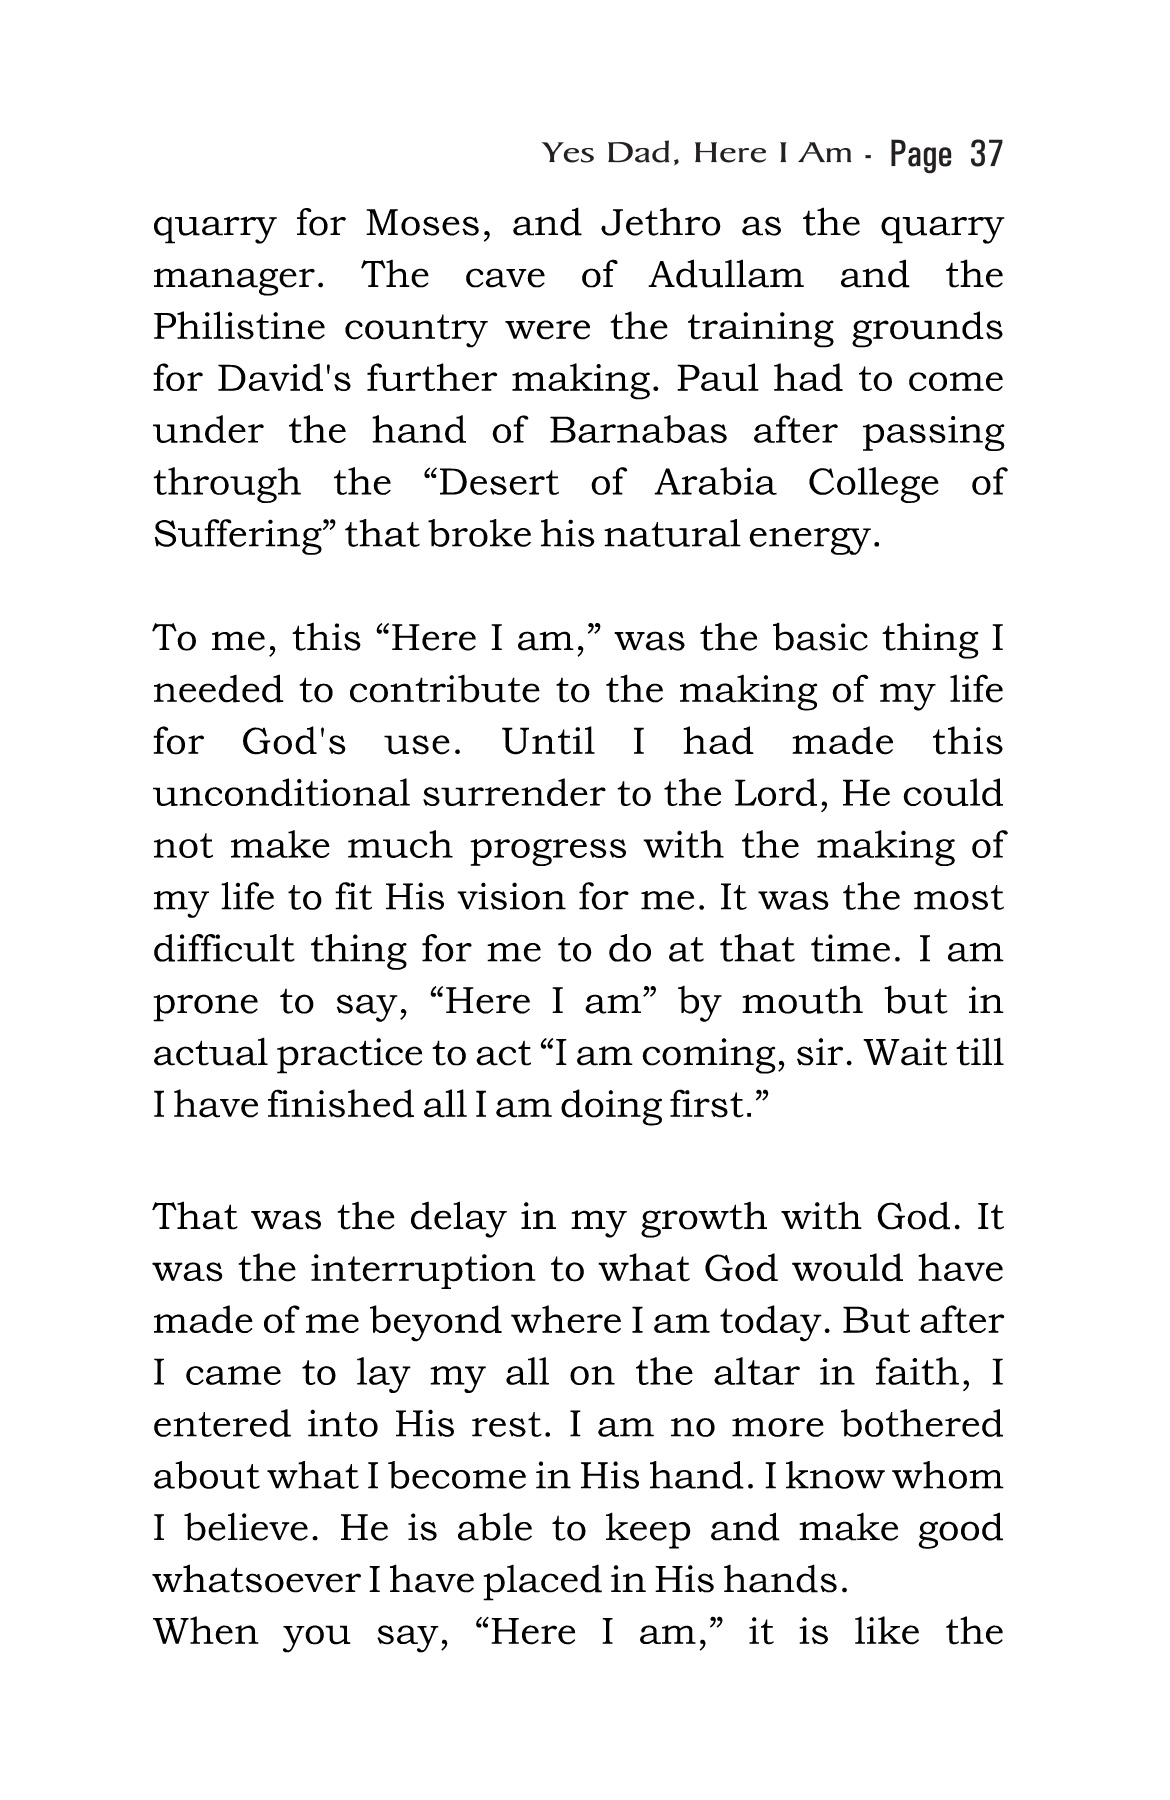 Yes Dad, Here I Am - Page 37
quarry for Moses, and Jethro as the quarry
manager. The cave of Adullam and the
Philistine country were the training grounds
for David's further making. Paul had to come
under the hand of Barnabas after passing
through the “Desert of Arabia College of
Suffering” that broke his natural energy.
To me, this “Here I am,” was the basic thing I
needed to contribute to the making of my life
for God's use. Until I had made this
unconditional surrender to the Lord, He could
not make much progress with the making of
my life to fit His vision for me. It was the most
difficult thing for me to do at that time. I am
prone to say, “Here I am” by mouth but in
actual practice to act “I am coming, sir. Wait till
I have finished all I am doing first.”
That was the delay in my growth with God. It
was the interruption to what God would have
made of me beyond where I am today. But after
I came to lay my all on the altar in faith, I
entered into His rest. I am no more bothered
about what I become in His hand. I know whom
I believe. He is able to keep and make good
whatsoever I have placed in His hands.
When you say, “Here I am,” it is like the